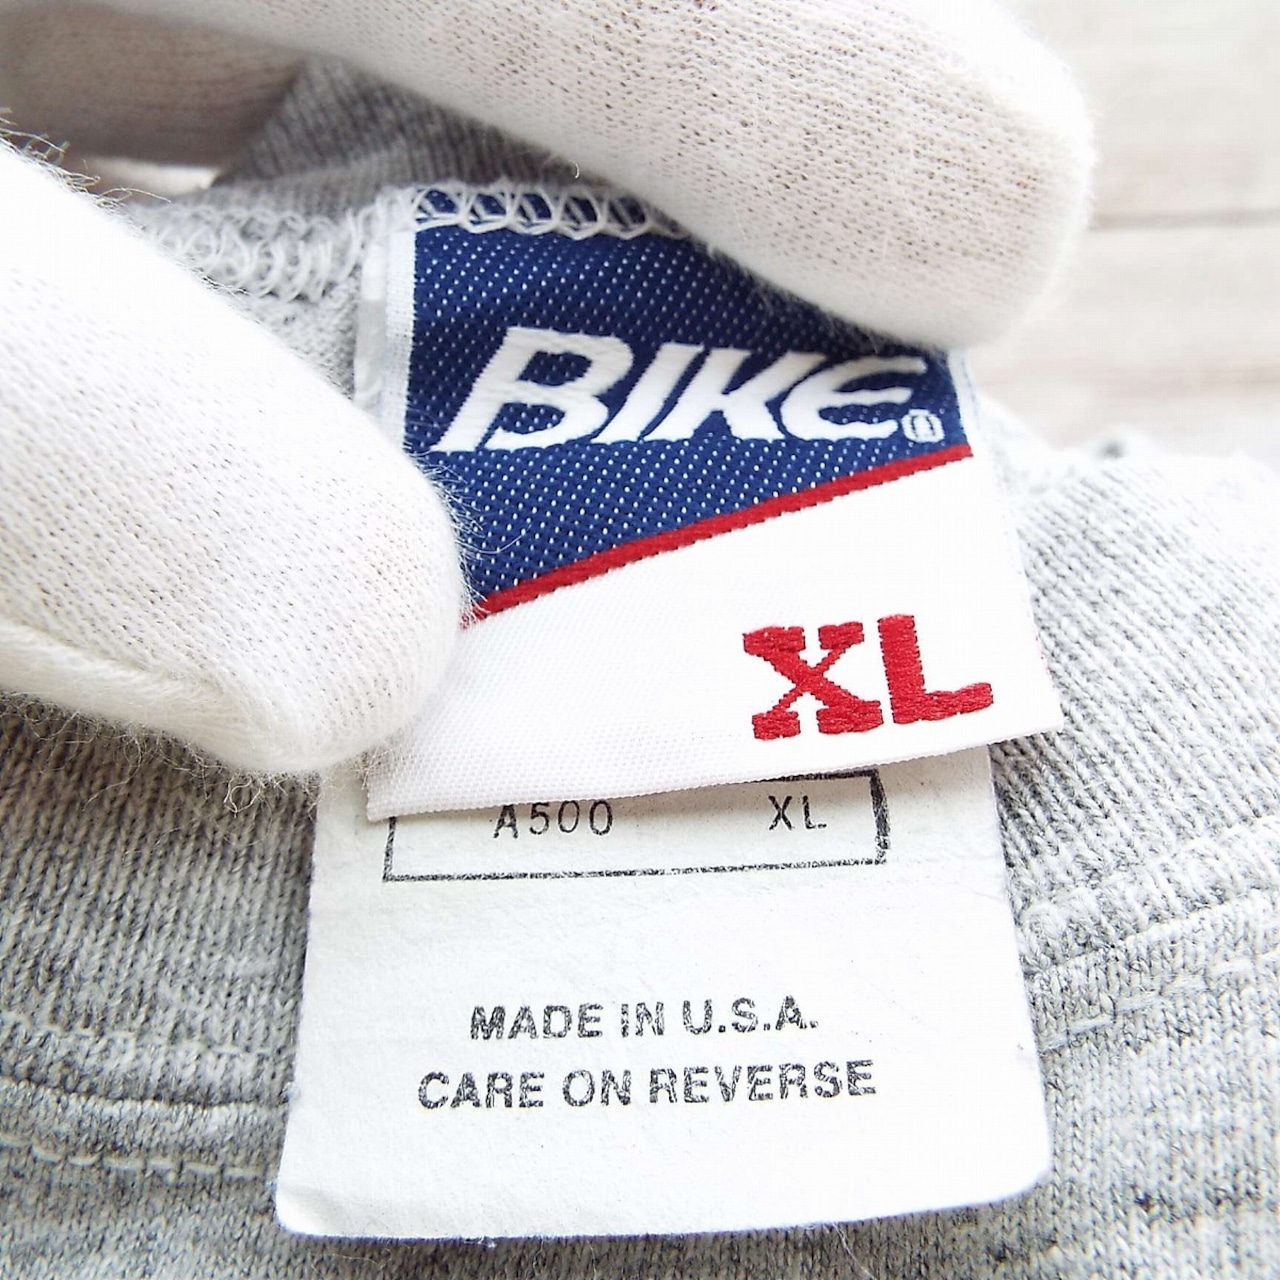 BIKE®
XL
A500 XL
MADE IN U.S.A.
CARE ON REVERSE